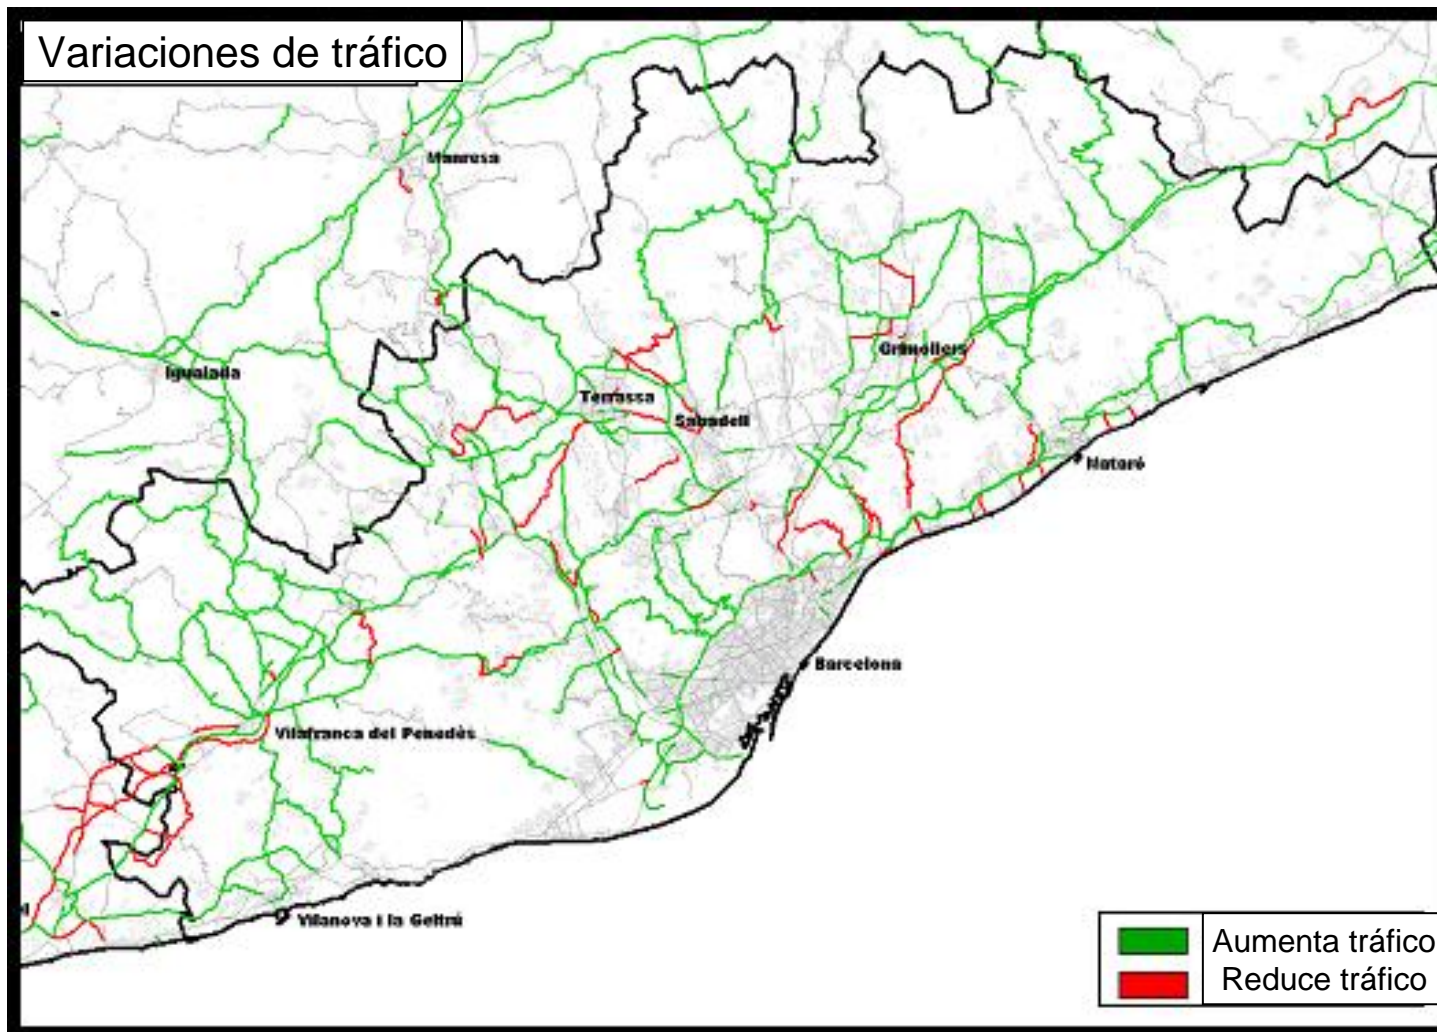 Variaciones de tráfico
Manresa
Igualada
Granollers
Terrassa
Sabadell
Mataró
Barcelona
Vilafranca del Penedès
Vilanova i la Geltrú
Aumenta tráfico
Reduce tráfico